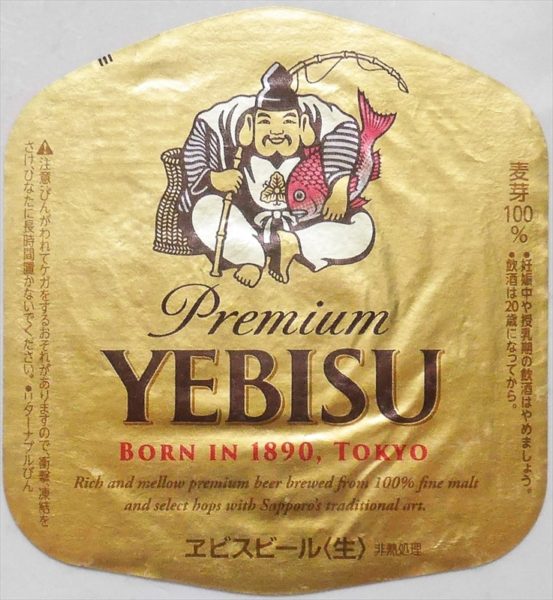 Premium
YEBISU
BORN IN 1890, TOKYO
Rich and mellow premium beer brewed from 100% fine malt
and select hops with Sapporo's traditional art.
ヱビスビール〈生〉 非熱処理
麦芽100%
●妊娠中や授乳期の飲酒はやめましょう。
●飲酒は20歳になってから。
⚠注意:びんがわれてケガをするおそれがありますので、衝撃、凍結を
さけ、ひなたに長時間置かないでください。●リターナブルびん